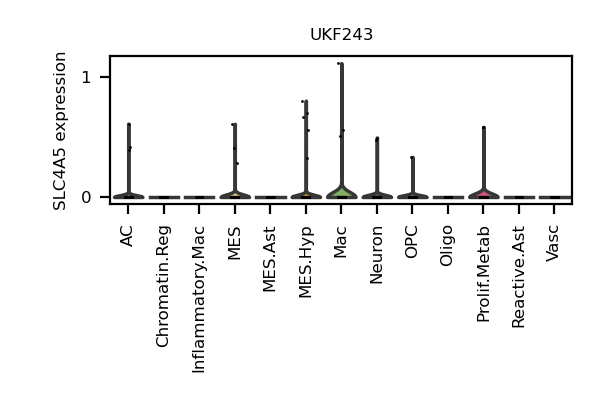 UKF243
SLC4A5 expression
1
0
AC
Chromatin.Reg
Inflammatory.Mac
MES
MES.Ast
MES.Hyp
Mac
Neuron
OPC
Oligo
Prolif.Metab
Reactive.Ast
Vasc